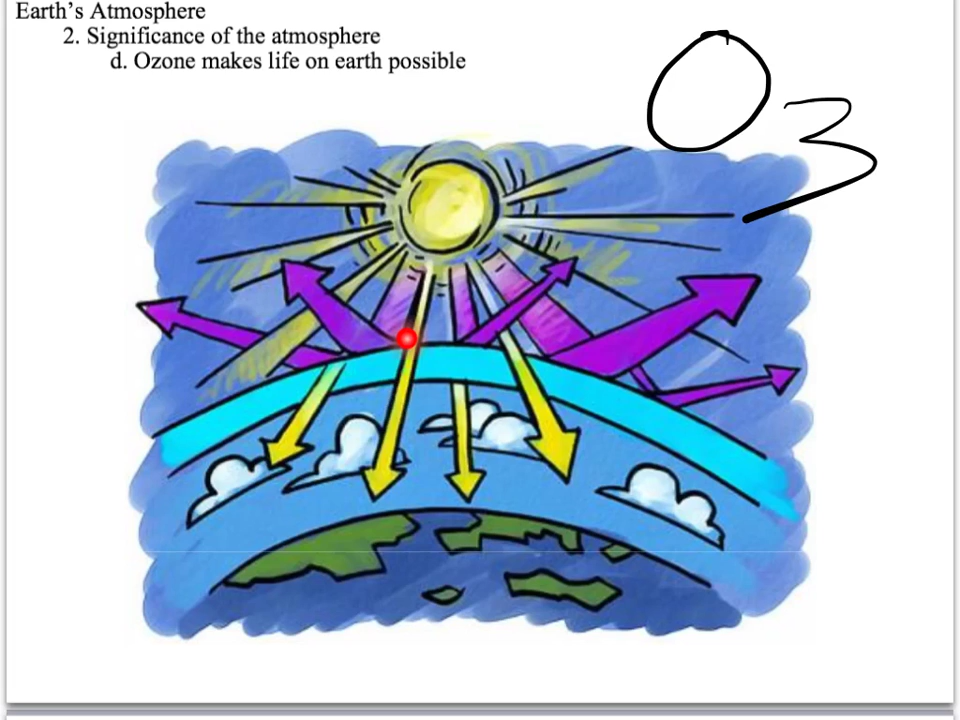 Earth's Atmosphere
2. Significance of the atmosphere
d. Ozone makes life on earth possible
O3